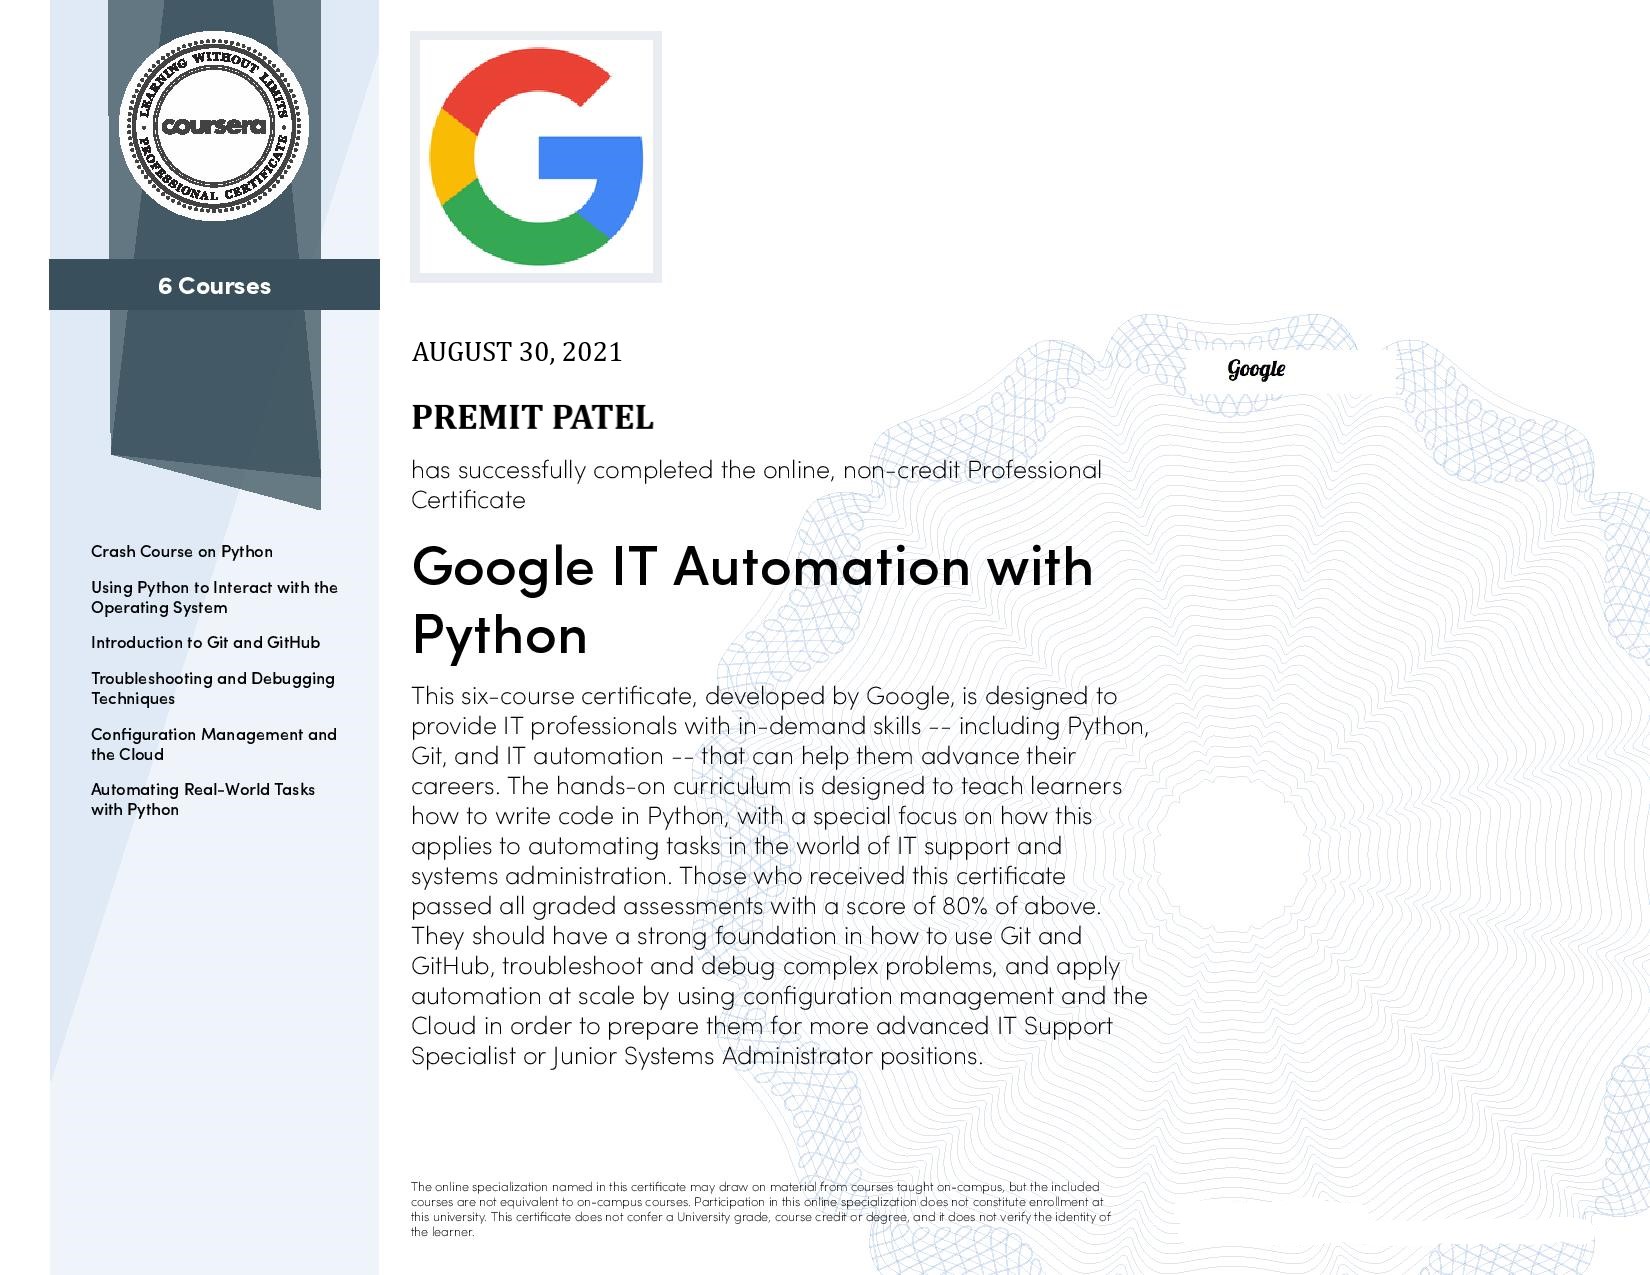 LEARNING WITHOUT LIMITS
coursera
PROFESSIONAL CERTIFICATE
6 Courses
Crash Course on Python
Using Python to Interact with the
Operating System
Introduction to Git and GitHub
Troubleshooting and Debugging
Techniques
Configuration Management and
the Cloud
Automating Real-World Tasks
with Python
AUGUST 30, 2021
Google
PREMIT PATEL
has successfully completed the online, non-credit Professional
Certificate
Google IT Automation with
Python
This six-course certificate, developed by Google, is designed to
provide IT professionals with in-demand skills -- including Python,
Git, and IT automation -- that can help them advance their
careers. The hands-on curriculum is designed to teach learners
how to write code in Python, with a special focus on how this
applies to automating tasks in the world of IT support and
systems administration. Those who received this certificate
passed all graded assessments with a score of 80% of above.
They should have a strong foundation in how to use Git and
GitHub, troubleshoot and debug complex problems, and apply
automation at scale by using configuration management and the
Cloud in order to prepare them for more advanced IT Support
Specialist or Junior Systems Administrator positions.
The online specialization named in this certificate may draw on material from courses taught on-campus, but the included
courses are not equivalent to on-campus courses. Participation in this online specialization does not constitute enrollment at
this university. This certificate does not confer a University grade, course credit or degree, and it does not verify the identity of
the learner.